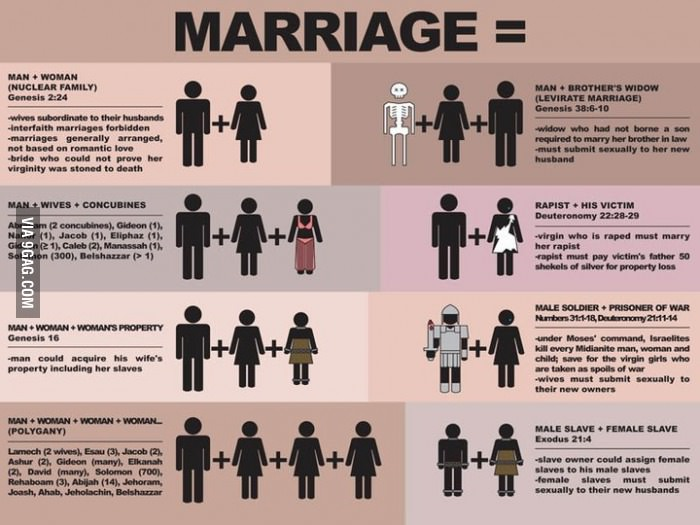 MARRIAGE =
MAN + WOMAN
(NUCLEAR FAMILY)
Genesis 2:24
-wives subordinate to their husbands
-interfaith marriages forbidden
-marriages generally arranged,
not based on romantic love
-bride who could not prove her
virginity was stoned to death
MAN + BROTHER'S WIDOW
(LEVIRATE MARRIAGE)
Genesis 38:6-10
-widow who had not borne a son
required to marry her brother in law
-must submit sexually to her new
husband
MAN + WIVES + CONCUBINES
(2 concubines), Gideon (1),
(1), Jacob (1), Eliphaz (1),
(≥ 1), Caleb (2), Manassah (1),
(300), Belshazzar (> 1)
RAPIST + HIS VICTIM
Deuteronomy 22:28-29
-virgin who is raped must marry
her rapist
-rapist must pay victim's father 50
shekels of silver for property loss
MAN + WOMAN + WOMAN'S PROPERTY
Genesis 16
-man could acquire his wife's
property including her slaves
MALE SOLDIER + PRISONER OF WAR
Numbers 31:1-18, Deuteronomy 21:11-14
-under Moses' command, Israelites
kill every Midianite man, woman and
child; save for the virgin girls who
are taken as spoils of war
-wives must submit sexually to
their new owners
MAN + WOMAN + WOMAN + WOMAN...
(POLYGANY)
Lamech (2 wives), Esau (3), Jacob (2),
Ashur (2), Gideon (many), Elkanah
(2), David (many), Solomon (700),
Rehaboam (3), Abijah (14), Jehoram,
Joash, Ahab, Jeholachin, Belshazzar
MALE SLAVE + FEMALE SLAVE
Exodus 21:4
-slave owner could assign female
slaves to his male slaves
-female slaves must submit
sexually to their new husbands
VIA 9GAG.COM